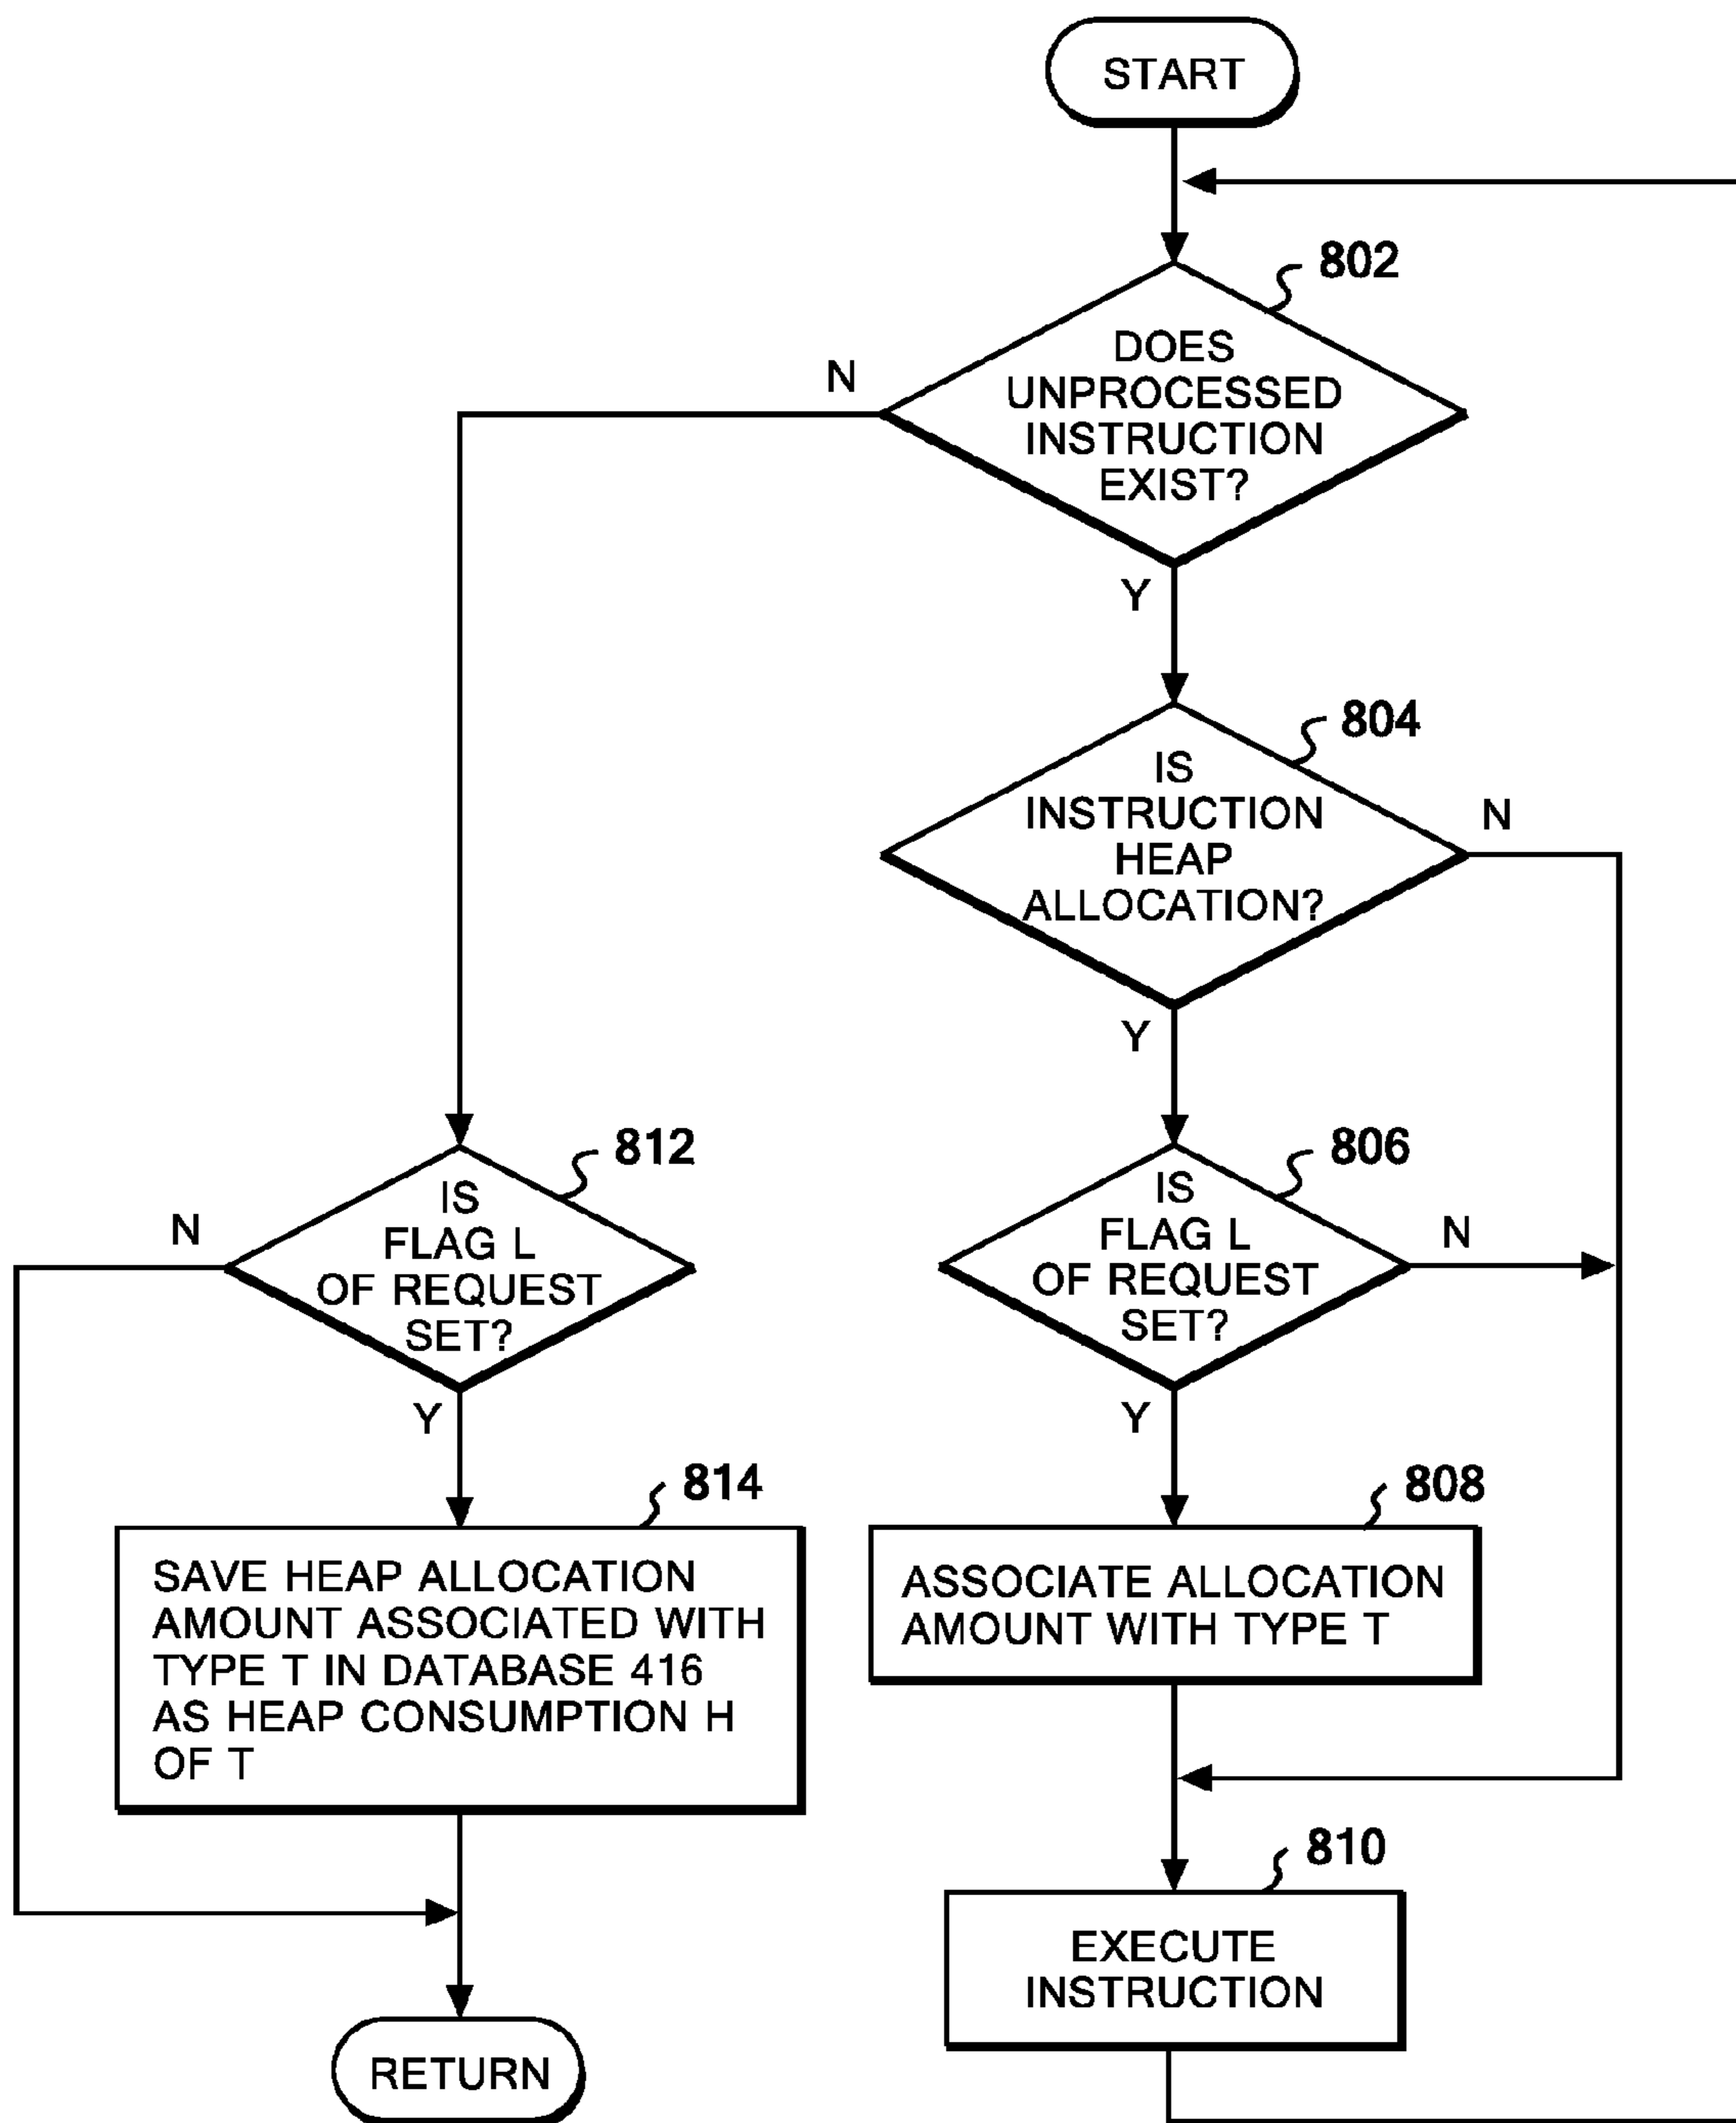 START
802
DOES
UNPROCESSED
INSTRUCTION
EXIST?
N
Y
804
IS
INSTRUCTION
HEAP
ALLOCATION?
N
Y
812
IS
FLAG L
OF REQUEST
SET?
N
Y
806
IS
FLAG L
OF REQUEST
SET?
N
Y
814
SAVE HEAP ALLOCATION
AMOUNT ASSOCIATED WITH
TYPE T IN DATABASE 416
AS HEAP CONSUMPTION H
OF T
808
ASSOCIATE ALLOCATION
AMOUNT WITH TYPE T
810
EXECUTE
INSTRUCTION
RETURN